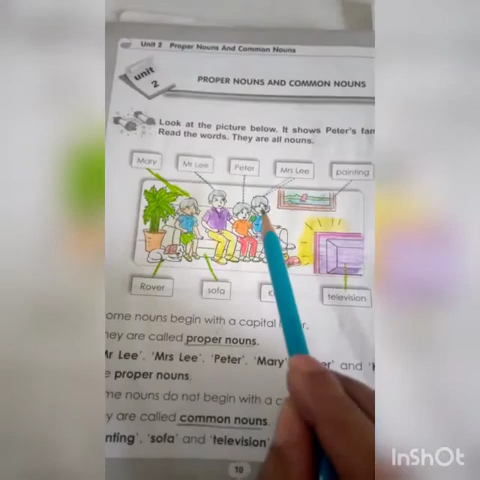 Unit 2 Proper Nouns And Common Nouns
unit
2
PROPER NOUNS AND COMMON NOUNS
Look at the picture below. It shows Peter's fam
Read the words. They are all nouns.
Mary Mr Lee Peter Mrs Lee painting
Rover sofa K television
ome nouns begin with a capital
hey are called proper nouns.
Mr Lee', 'Mrs Lee', 'Peter', 'Mary' er' and 'K
e proper nouns.
me nouns do not begin with a c
y are called common nouns.
nting', 'sofa' and 'television'
10
InShOt